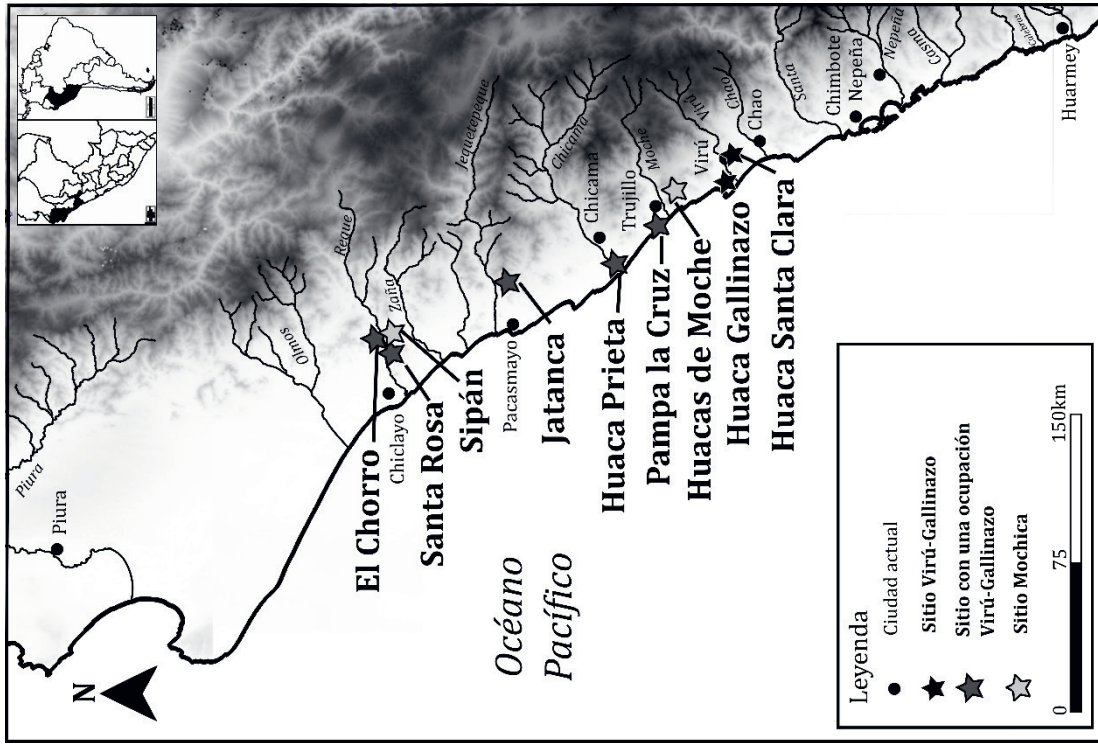 N
Piura
Piura
Olmos
Reque
Zaña
Jequetepeque
Chicama
Moche
Virú
Chao
Santa
Nepeña
Casma
Culebras
Chiclayo
Pacasmayo
Chicama
Trujillo
Virú
Chao
Chimbote
Nepeña
Huarmey
El Chorro
Santa Rosa
Sipán
Jatanca
Huaca Prieta
Pampa la Cruz
Huacas de Moche
Huaca Gallinazo
Huaca Santa Clara
Océano
Pacífico
Leyenda
Ciudad actual
Sitio Virú-Gallinazo
Sitio con una ocupación
Virú-Gallinazo
Sitio Mochica
0 75 150km